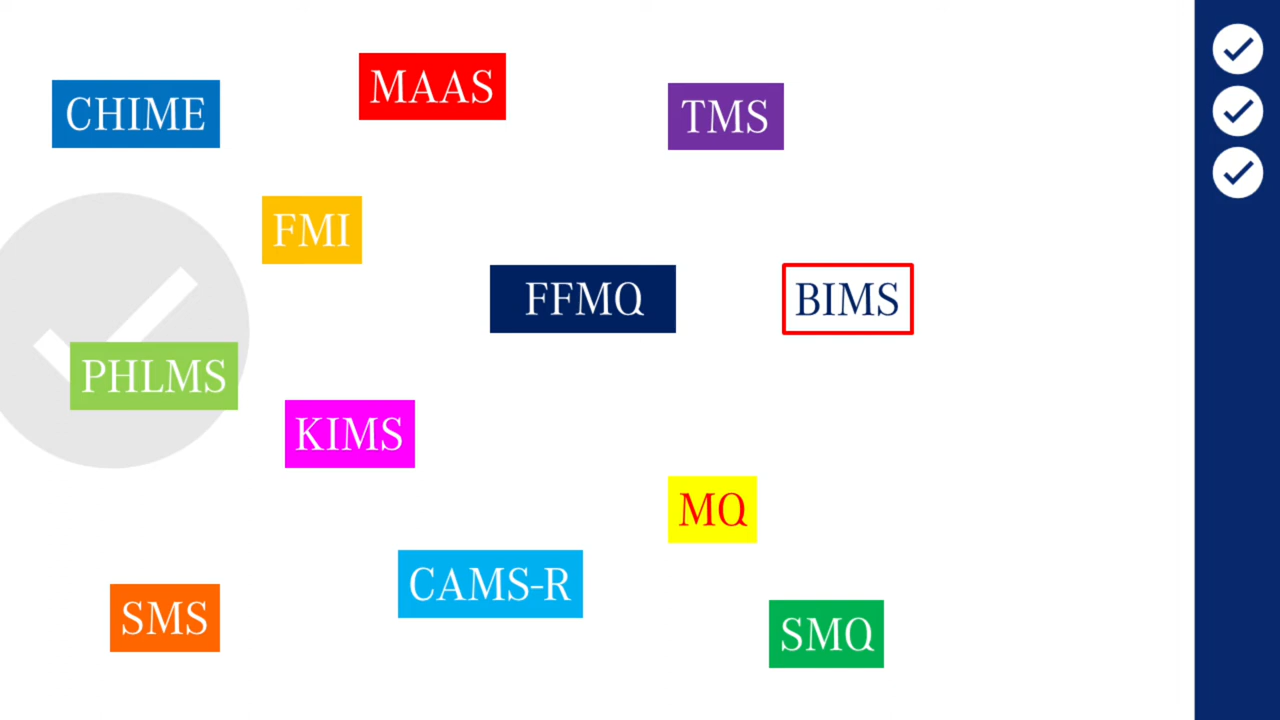 CHIME
MAAS
TMS
FMI
FFMQ
BIMS
PHLMS
KIMS
MQ
CAMS-R
SMS
SMQ